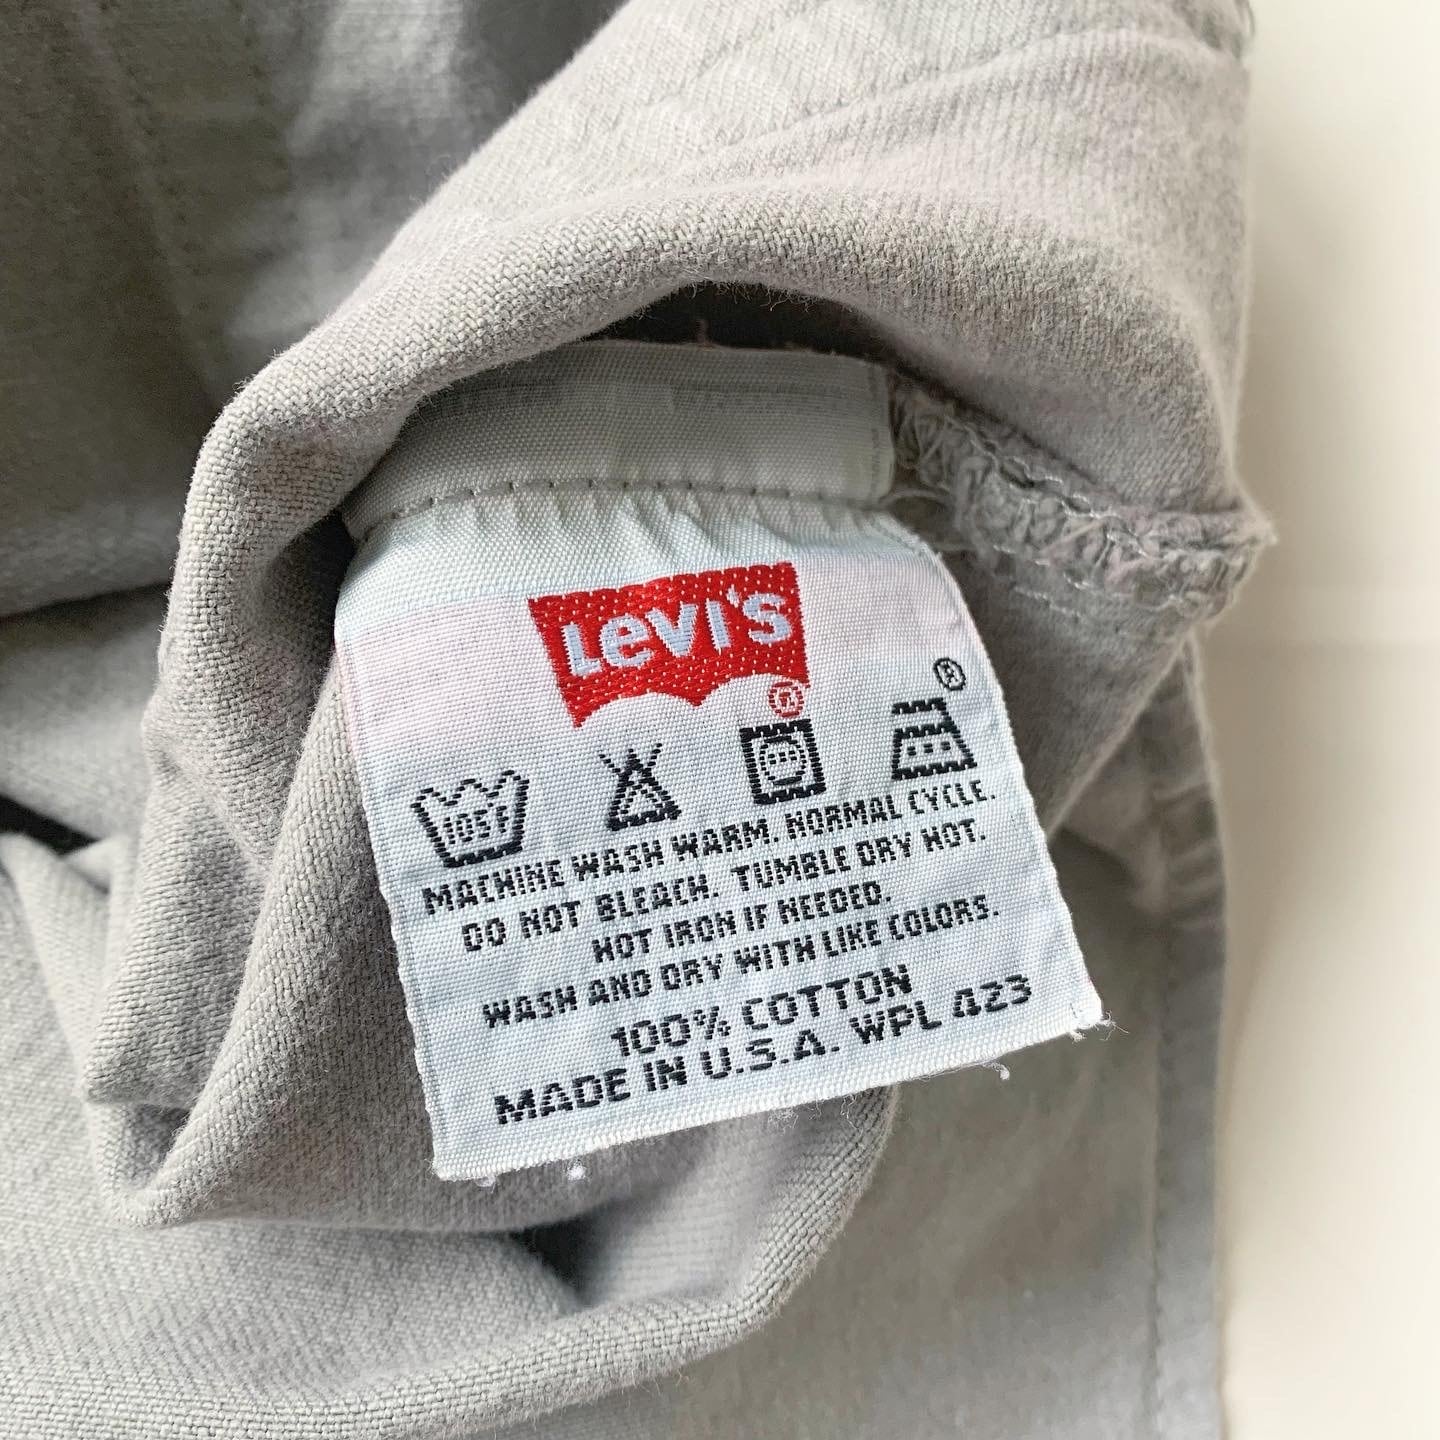 Levi's
®
®
105F
MACHINE WASH WARM. NORMAL CYCLE.
DO NOT BLEACH. TUMBLE DRY HOT.
HOT IRON IF NEEDED.
WASH AND DRY WITH LIKE COLORS.
100% COTTON
MADE IN U.S.A. WPL 423